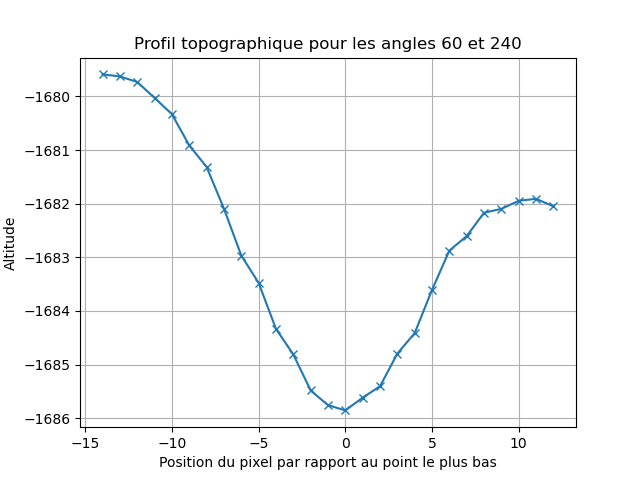 Profil topographique pour les angles 60 et 240
−1680
−1681
−1682
−1683
−1684
−1685
−1686
Altitude
−15 −10 −5 0 5 10
Position du pixel par rapport au point le plus bas